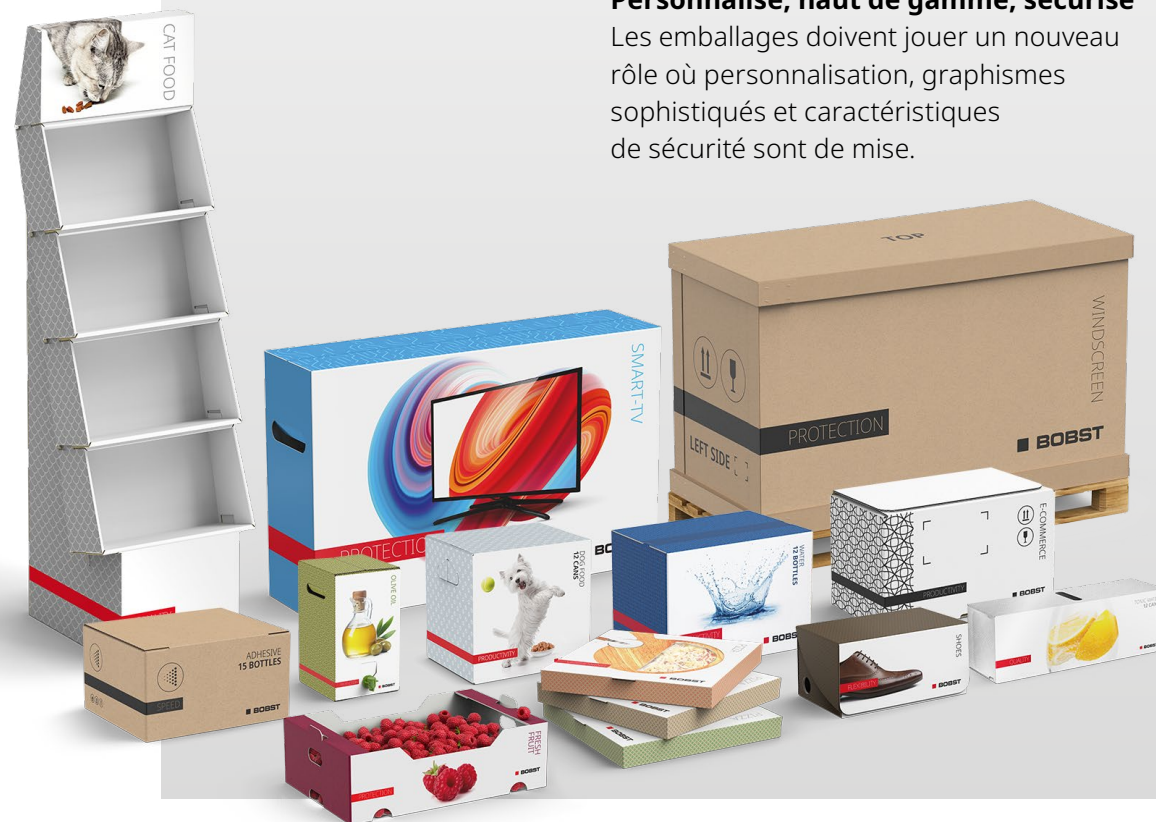 Personnalisé, haut de gamme, sécurisé
Les emballages doivent jouer un nouveau
rôle où personnalisation, graphismes
sophistiqués et caractéristiques
de sécurité sont de mise.
CAT FOOD
TOP
WINDSCREEN
PROTECTION
LEFT SIDE
BOBST
SMART-TV
PROTECTIO
BO
OLIVE OIL
DOG FOOD
12 CANS
PRODUCTIVITY
WATER
12 BOTTLES
BOBS
E-COMMERCE
PRODUCTIVITY
BOBST
ADHESIVE
15 BOTTLES
SPEED
BOBST
BOBST
FRESH
FRUIT
PROTECTION
BOBST
BOBST
BOBST
SHOES
FLEXIBILITY
BOBST
QUALITY